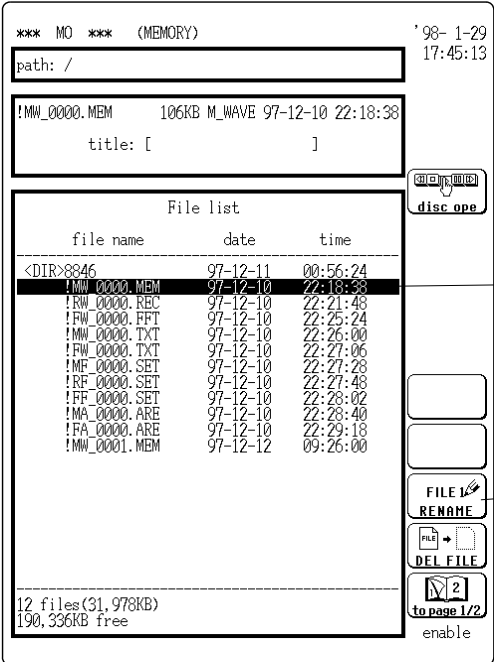 *** MO *** (MEMORY)
'98- 1-29
17:45:13
path: /
!MW_0000.MEM 106KB M_WAVE 97-12-10 22:18:38
title: [ ]
disc ope
File list
file name date time
<DIR>8846 97-12-11 00:56:24
!MW_0000.MEM 97-12-10 22:18:38
!RW_0000.REC 97-12-10 22:21:48
!FW_0000.FFT 97-12-10 22:25:24
!MW_0000.TXT 97-12-10 22:26:00
!FW_0000.TXT 97-12-10 22:27:06
!MF_0000.SET 97-12-10 22:27:28
!RF_0000.SET 97-12-10 22:27:48
!FF_0000.SET 97-12-10 22:28:02
!MA_0000.ARE 97-12-10 22:28:40
!FA_0000.ARE 97-12-10 22:29:18
!MW_0001.MEM 97-12-12 09:26:00
FILE 1
RENAME
FILE
DEL FILE
2
to page 1/2
enable
12 files(31,978KB)
190,336KB free